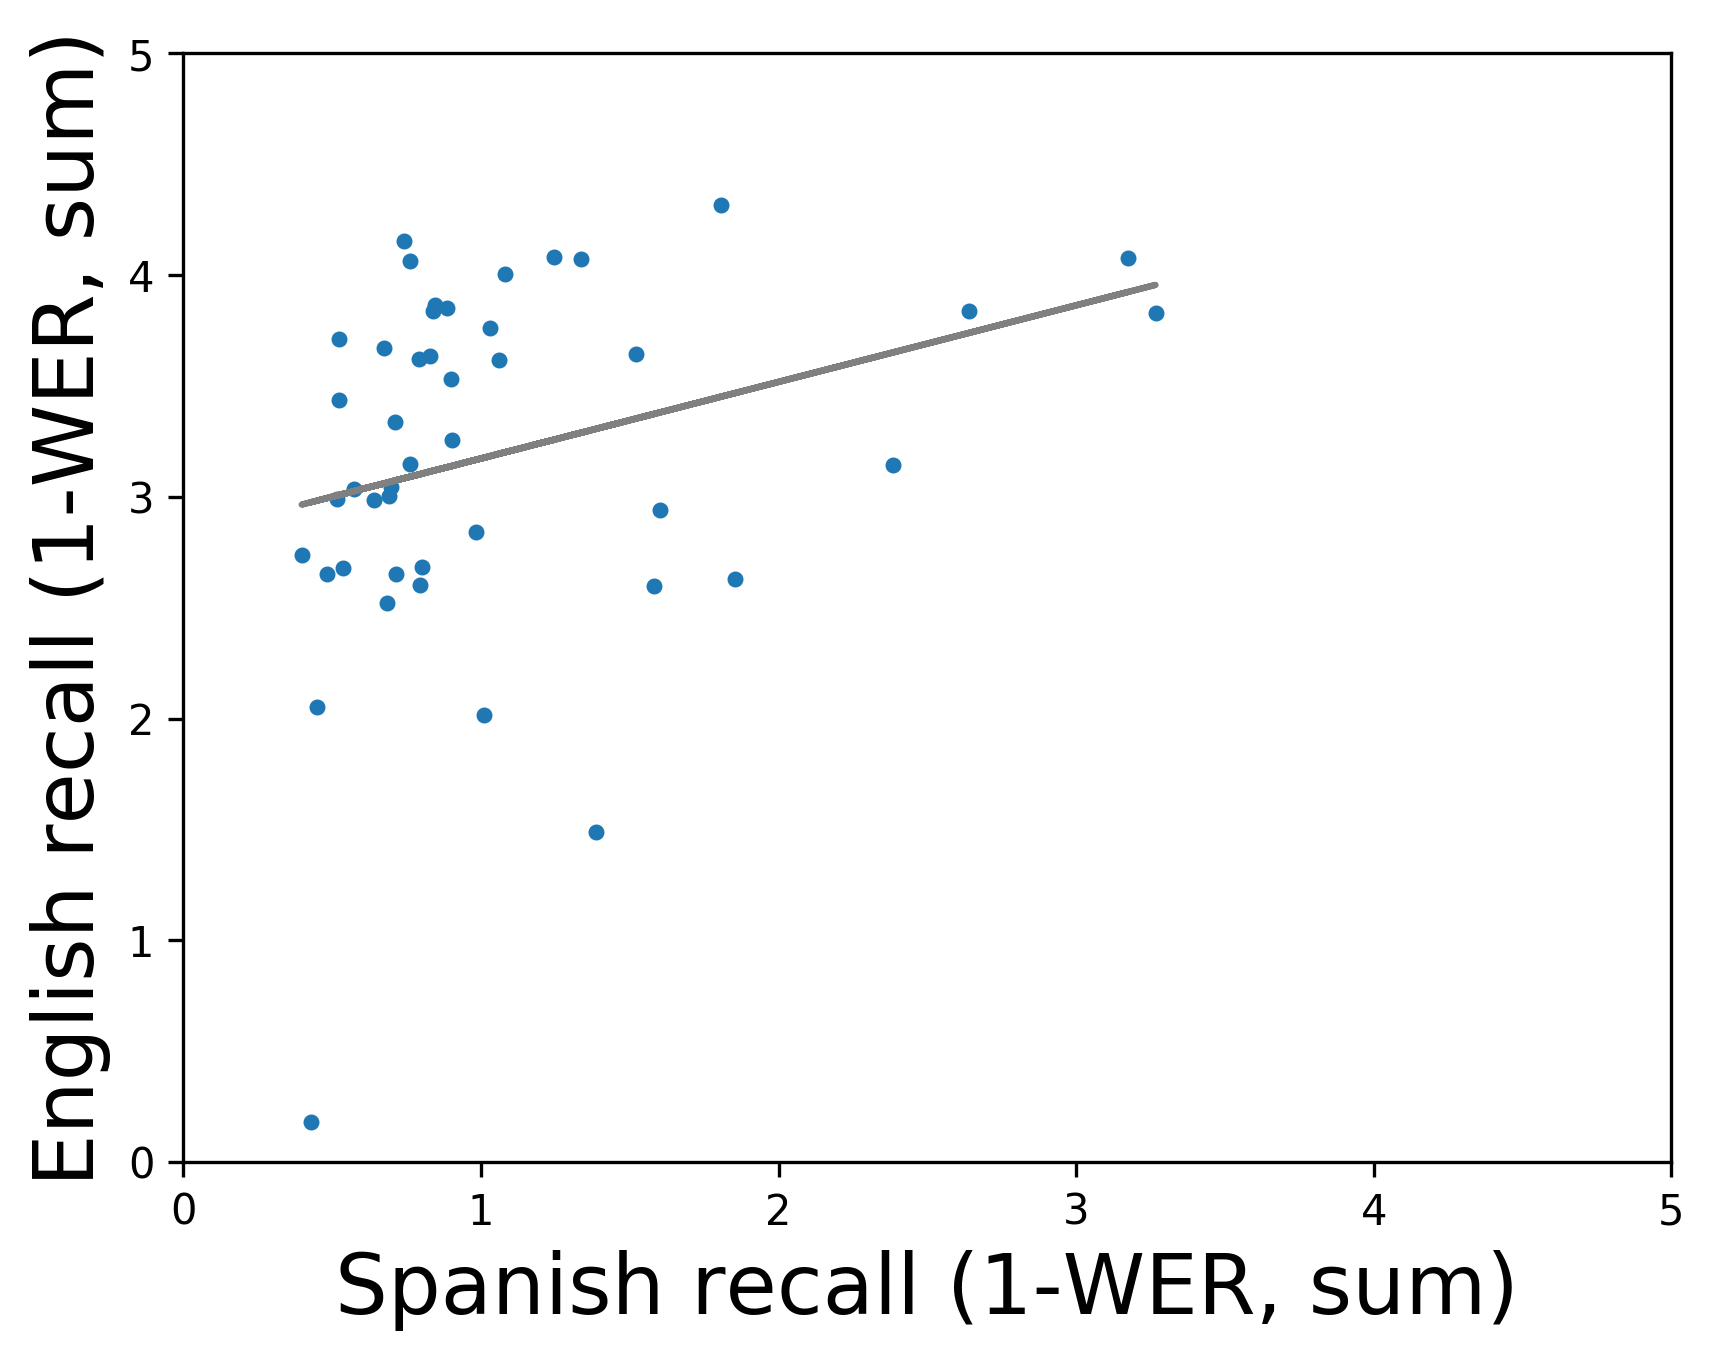 English recall (1-WER, sum)
5
4
3
2
1
0
0 1 2 3 4 5
Spanish recall (1-WER, sum)